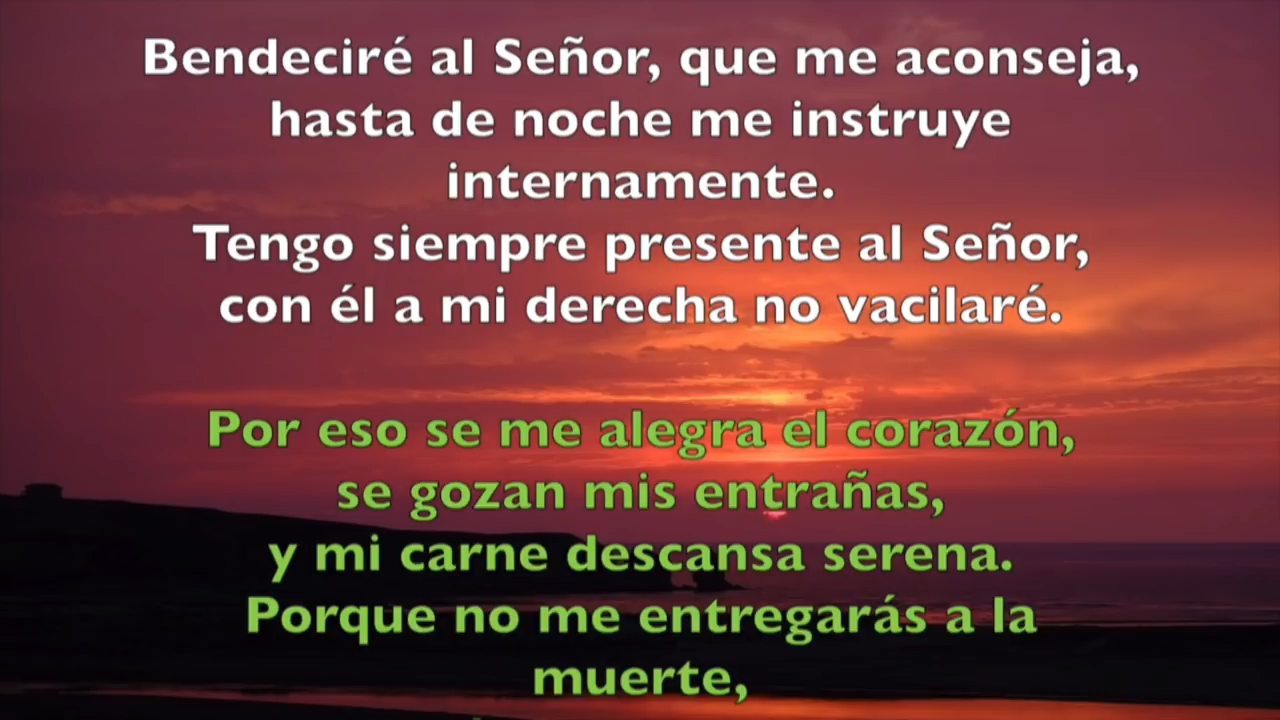 Bendeciré al Señor, que me aconseja,
hasta de noche me instruye
internamente.
Tengo siempre presente al Señor,
con él a mi derecha no vacilaré.
Por eso se me alegra el corazón,
se gozan mis entrañas,
y mi carne descansa serena.
Porque no me entregarás a la
muerte,